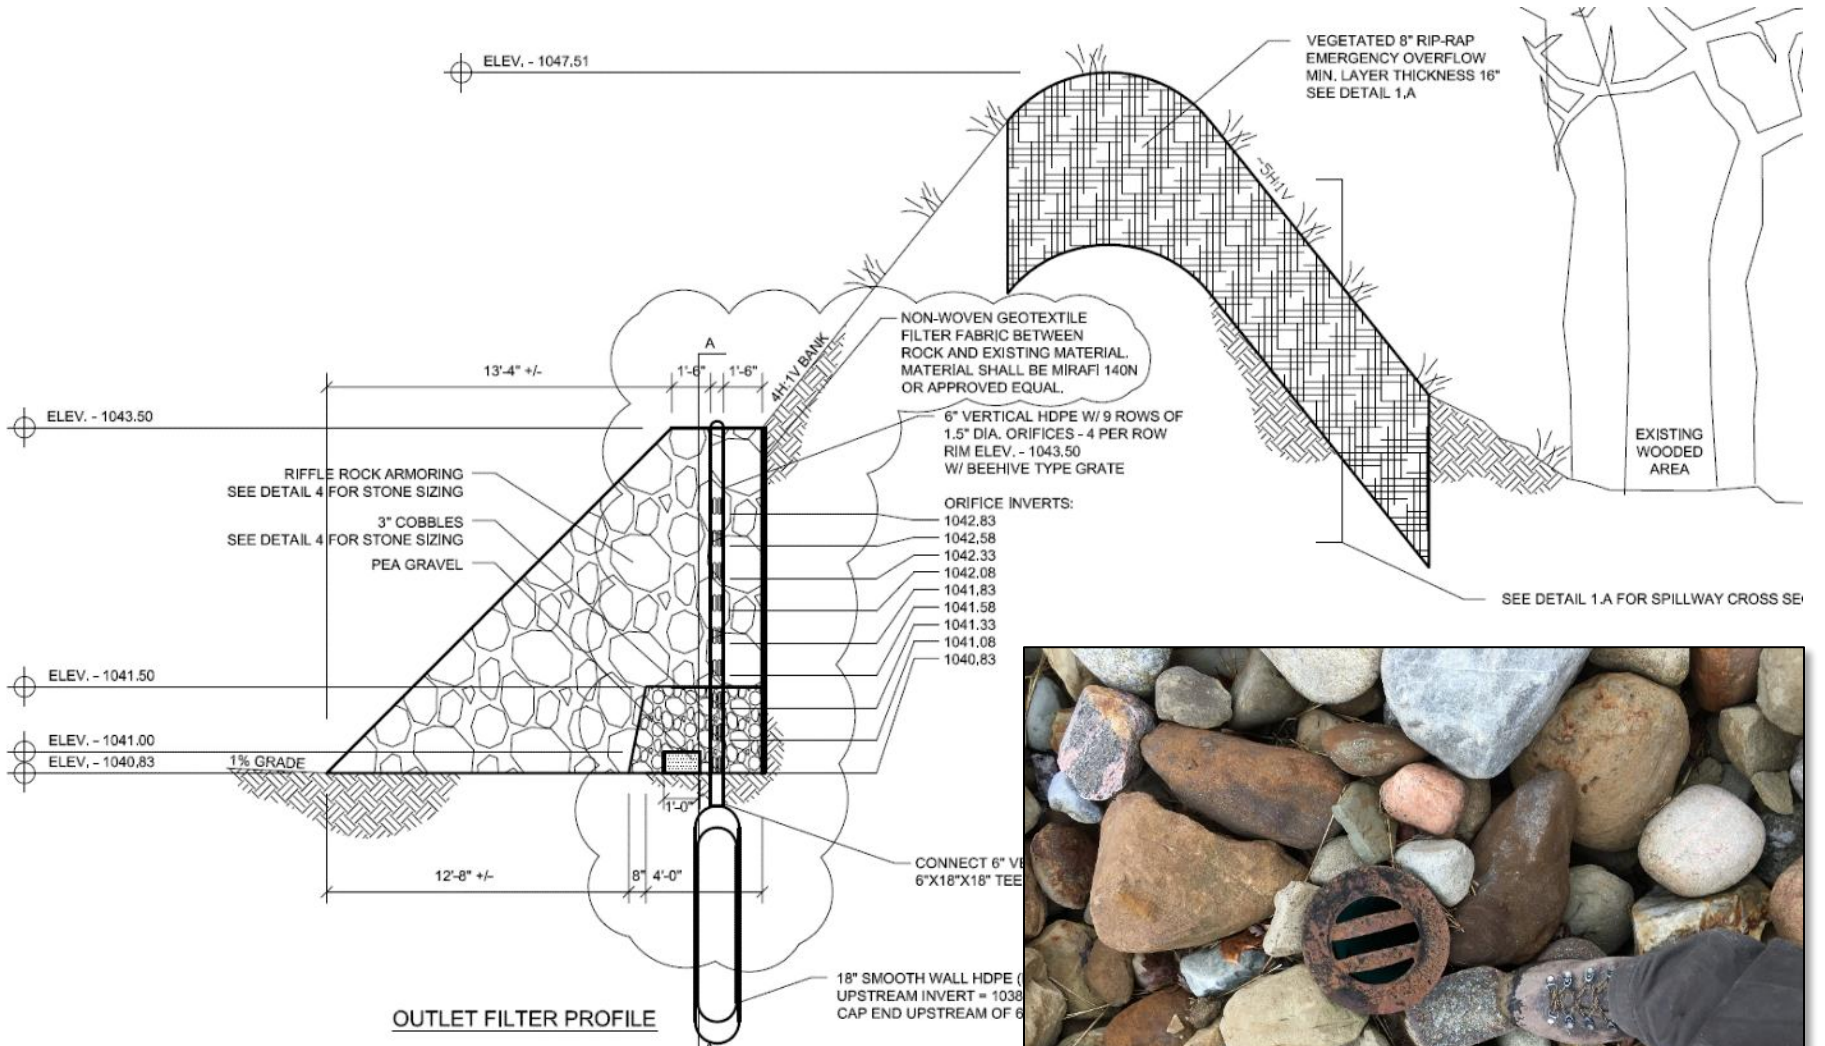 ELEV. - 1047.51
VEGETATED 8" RIP-RAP
EMERGENCY OVERFLOW
MIN. LAYER THICKNESS 16"
SEE DETAIL 1.A
~5H:1V
NON-WOVEN GEOTEXTILE
FILTER FABRIC BETWEEN
ROCK AND EXISTING MATERIAL.
MATERIAL SHALL BE MIRAFI 140N
OR APPROVED EQUAL.
A
13'-4" +/-
1'-6"
1'-6"
4H:1V BANK
ELEV. - 1043.50
6" VERTICAL HDPE W/ 9 ROWS OF
1.5" DIA. ORIFICES - 4 PER ROW
RIM ELEV. - 1043.50
W/ BEEHIVE TYPE GRATE
EXISTING
WOODED
AREA
RIFFLE ROCK ARMORING
SEE DETAIL 4 FOR STONE SIZING
3" COBBLES
SEE DETAIL 4 FOR STONE SIZING
PEA GRAVEL
ORIFICE INVERTS:
1042.83
1042.58
1042.33
1042.08
1041.83
1041.58
1041.33
1041.08
1040.83
SEE DETAIL 1.A FOR SPILLWAY CROSS
ELEV. - 1041.50
ELEV. - 1041.00
ELEV. - 1040.83
1% GRADE
1'-0"
12'-8" +/-
8"
4'-0"
CONNECT 6"
6"X18"X18" TEE
18" SMOOTH WALL HDPE
UPSTREAM INVERT = 1038
CAP END UPSTREAM OF
OUTLET FILTER PROFILE